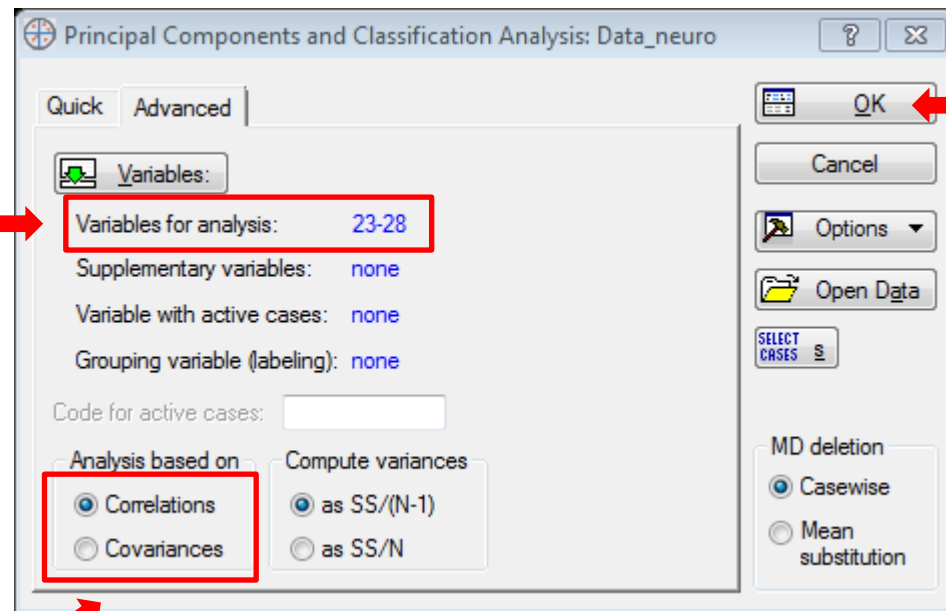 Principal Components and Classification Analysis: Data_neuro
Quick Advanced
OK
Cancel
Options
Open Data
SELECT
CASES S
Variables:
Variables for analysis: 23-28
Supplementary variables: none
Variable with active cases: none
Grouping variable (labeling): none
Code for active cases:
Analysis based on
Correlations
Covariances
Compute variances
as SS/(N-1)
as SS/N
MD deletion
Casewise
Mean
substitution